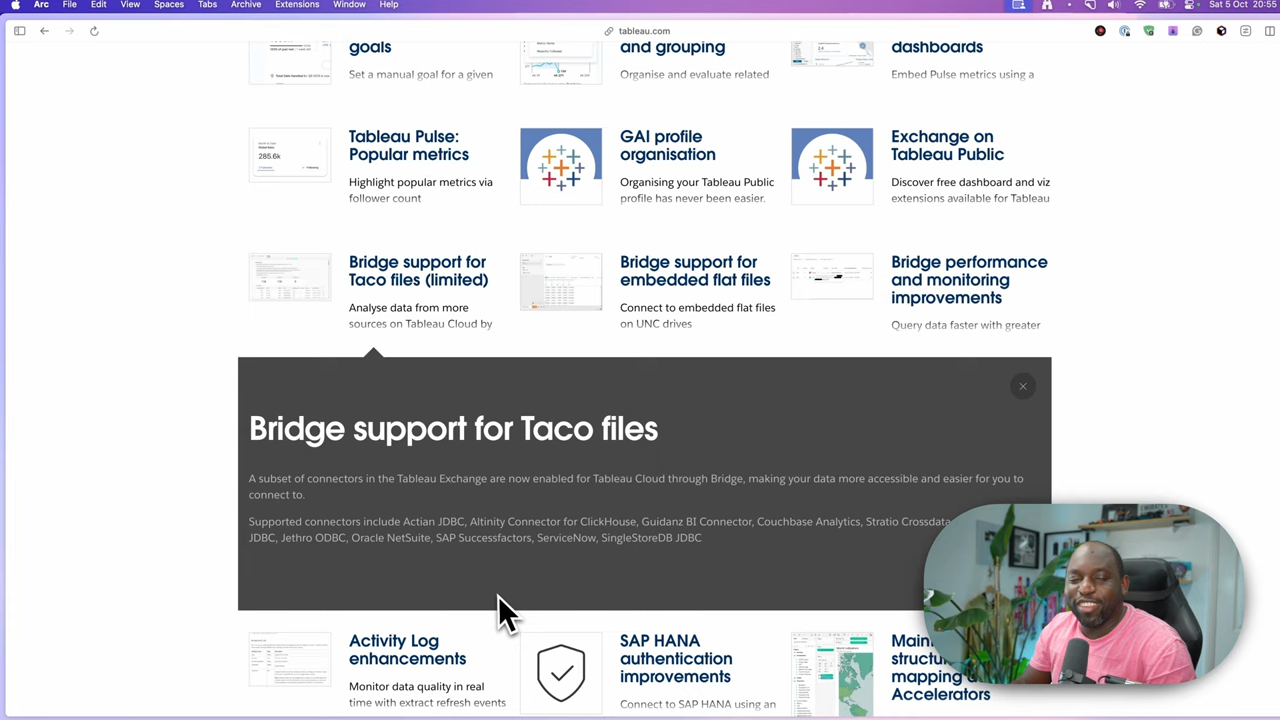 Arc File Edit View Spaces Tabs Archive Extensions Window Help Sat 5 Oct 20:55
tableau.com
goals
Set a manual goal for a given
and grouping
Organise and evaluate related
dashboards
Embed Pulse metrics using a
285.6k
Tableau Pulse:
Popular metrics
Highlight popular metrics via
follower count
GAI profile
organisation
Organising your Tableau Public
profile has never been easier.
Exchange on
Tableau Public
Discover free dashboard and viz
extensions available for Tableau
Bridge support for
Taco files (limited)
Analyse data from more
sources on Tableau Cloud by
Bridge support for
embedded flat files
Connect to embedded flat files
on UNC drives
Bridge performance
and monitoring
improvements
Query data faster with greater
Bridge support for Taco files
A subset of connectors in the Tableau Exchange are now enabled for Tableau Cloud through Bridge, making your data more accessible and easier for you to
connect to.
Supported connectors include Actian JDBC, Altinity Connector for ClickHouse, Guidanz BI Connector, Couchbase Analytics, Stratio Crossdata
JDBC, Jethro ODBC, Oracle NetSuite, SAP Successfactors, ServiceNow, SingleStoreDB JDBC
Activity Log
enhancements
Monitor data quality in real
time with extract refresh events
SAP HANA
authentication
improvements
Connect to SAP HANA using an
structu
mapping
Accelerators